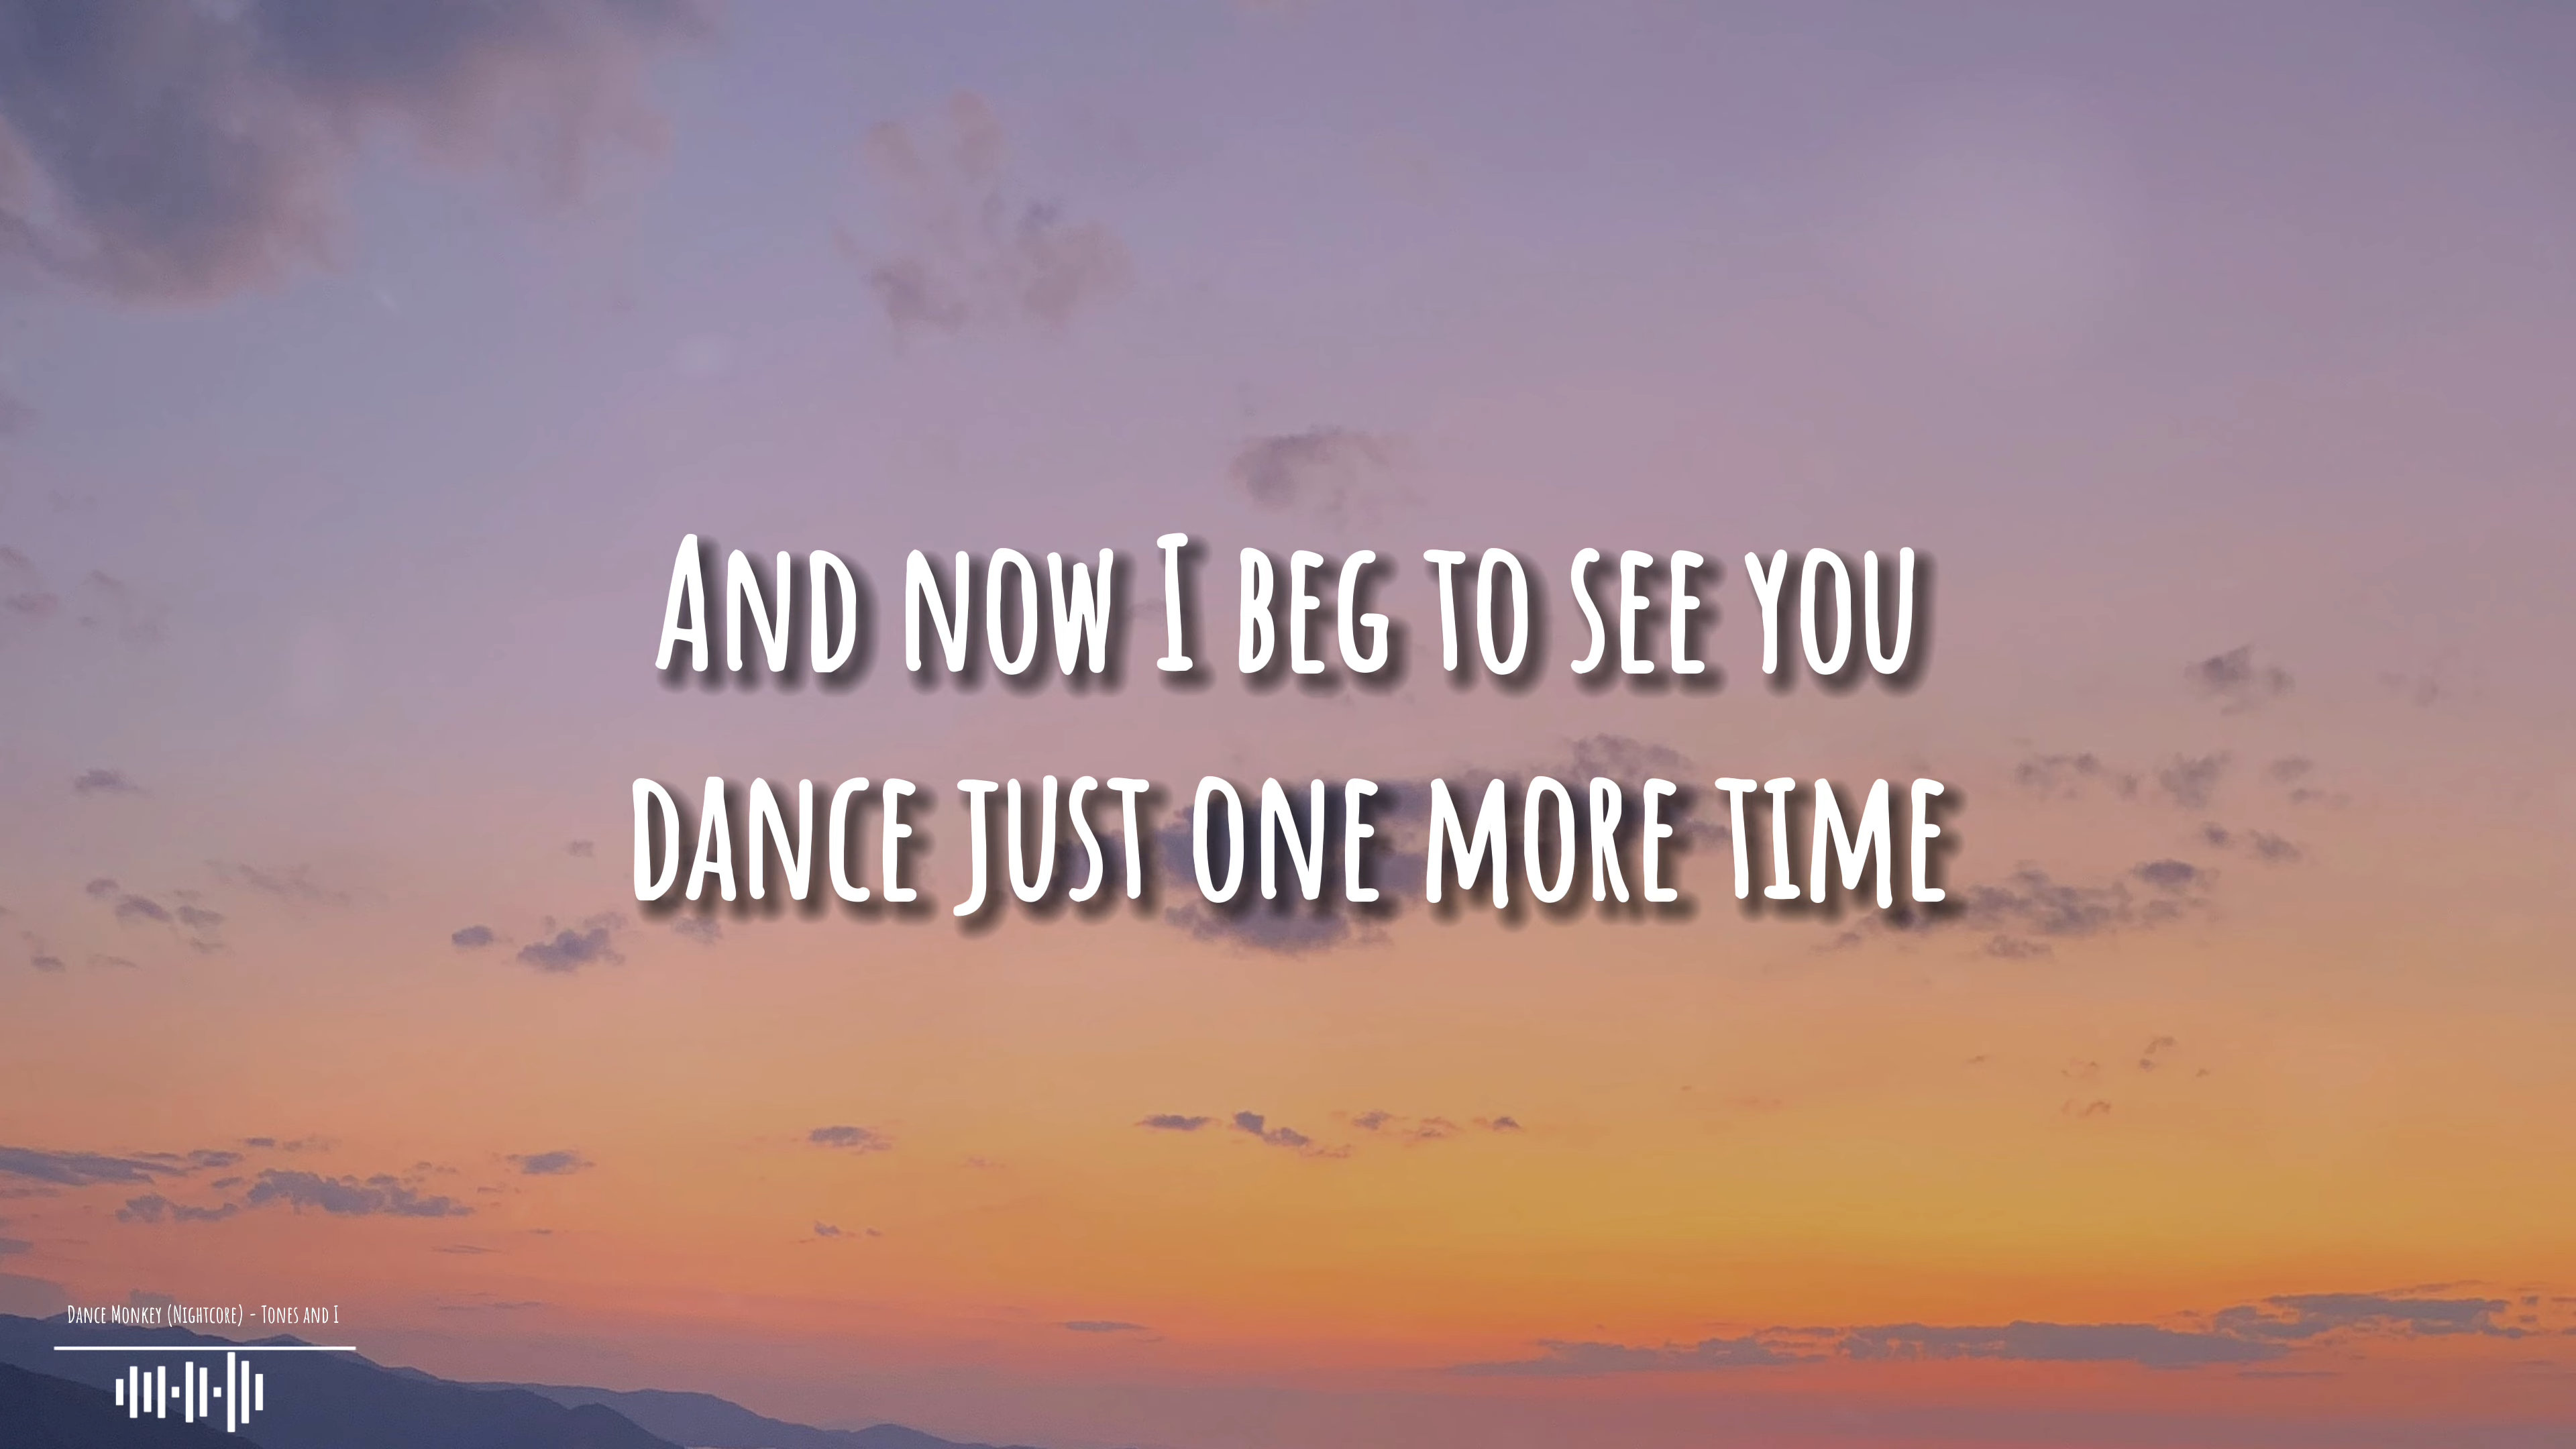 And now I beg to see you
dance just one more time
Dance Monkey (Nightcore) - Tones and I